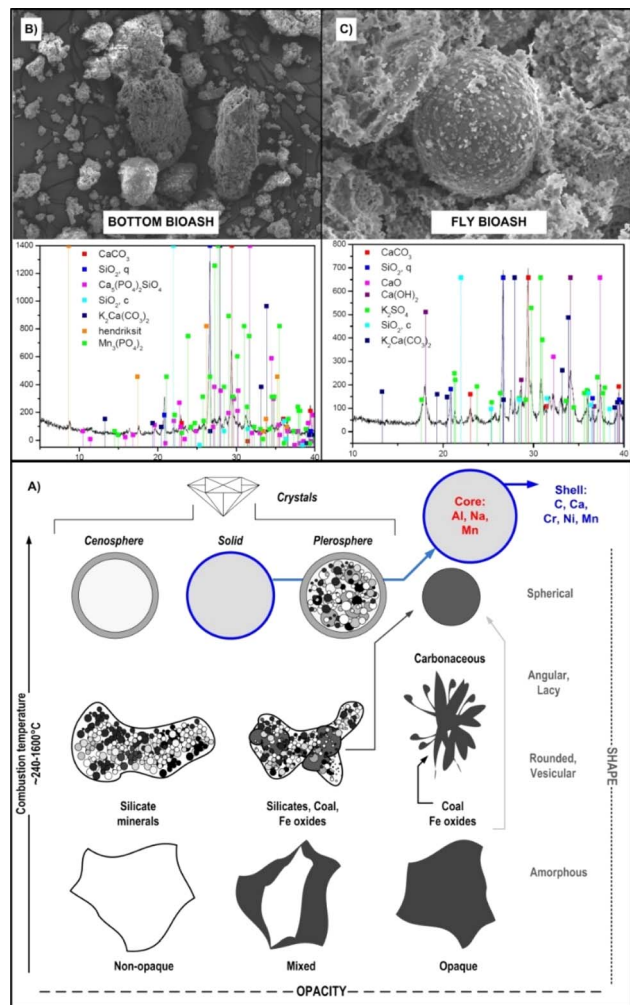 B)
BOTTOM BIOASH
C)
FLY BIOASH
1400
1200
1000
800
600
400
200
0
10
20
30
40
CaCO₃
SiO₂, q
Ca₅(PO₄)₂SiO₄
SiO₂, c
K₂Ca(CO₃)₂
hendriksit
Mn₃(PO₄)₂
800
700
600
500
400
300
200
100
0
10
20
30
40
CaCO₃
SiO₂, q
CaO
Ca(OH)₂
K₂SO₄
SiO₂, c
K₂Ca(CO₃)₂
A)
Crystals
Cenosphere
Solid
Plerosphere
Core:
Al, Na,
Mn
Shell:
C, Ca,
Cr, Ni, Mn
Spherical
Carbonaceous
Angular,
Lacy
Rounded,
Vesicular
Amorphous
SHAPE
Combustion temperature
~240-1600°C
Silicate
minerals
Silicates, Coal,
Fe oxides
Coal
Fe oxides
Non-opaque
Mixed
Opaque
OPACITY